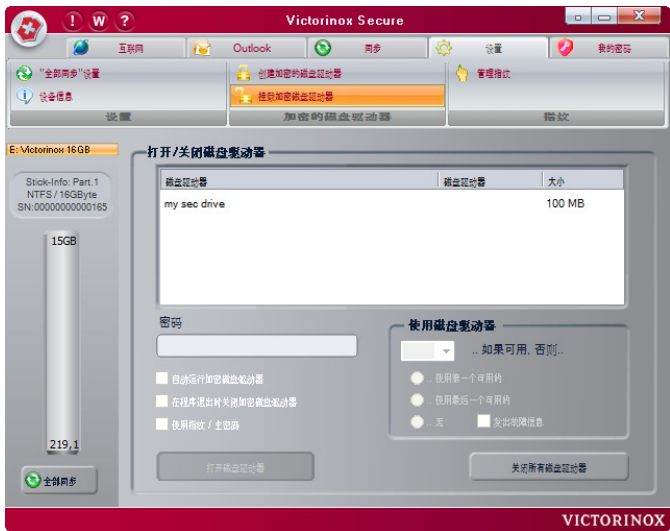 ! W ?
Victorinox Secure
互联网
Outlook
同步
设置
我的密码
"全部同步"设置
设备信息
设置
创建加密的磁盘驱动器
挂载加密磁盘驱动器
加密的磁盘驱动器
管理指纹
指纹
E: Victorinox 16GB
Stick-Info: Part.1
NTFS / 16GByte
SN:00000000000165
15GB
219,1
全部同步
打开/关闭磁盘驱动器
磁盘驱动器 磁盘驱动器 大小
my sec drive 100 MB
密码
自动运行加密磁盘驱动器
在程序退出时关闭加密磁盘驱动器
使用指纹 / 主密码
打开磁盘驱动器
使用磁盘驱动器
.. 如果可用, 否则..
.. 使用第一个可用的
.. 使用最后一个可用的
.. 无 发出故障信息
关闭所有磁盘驱动器
VICTORINOX